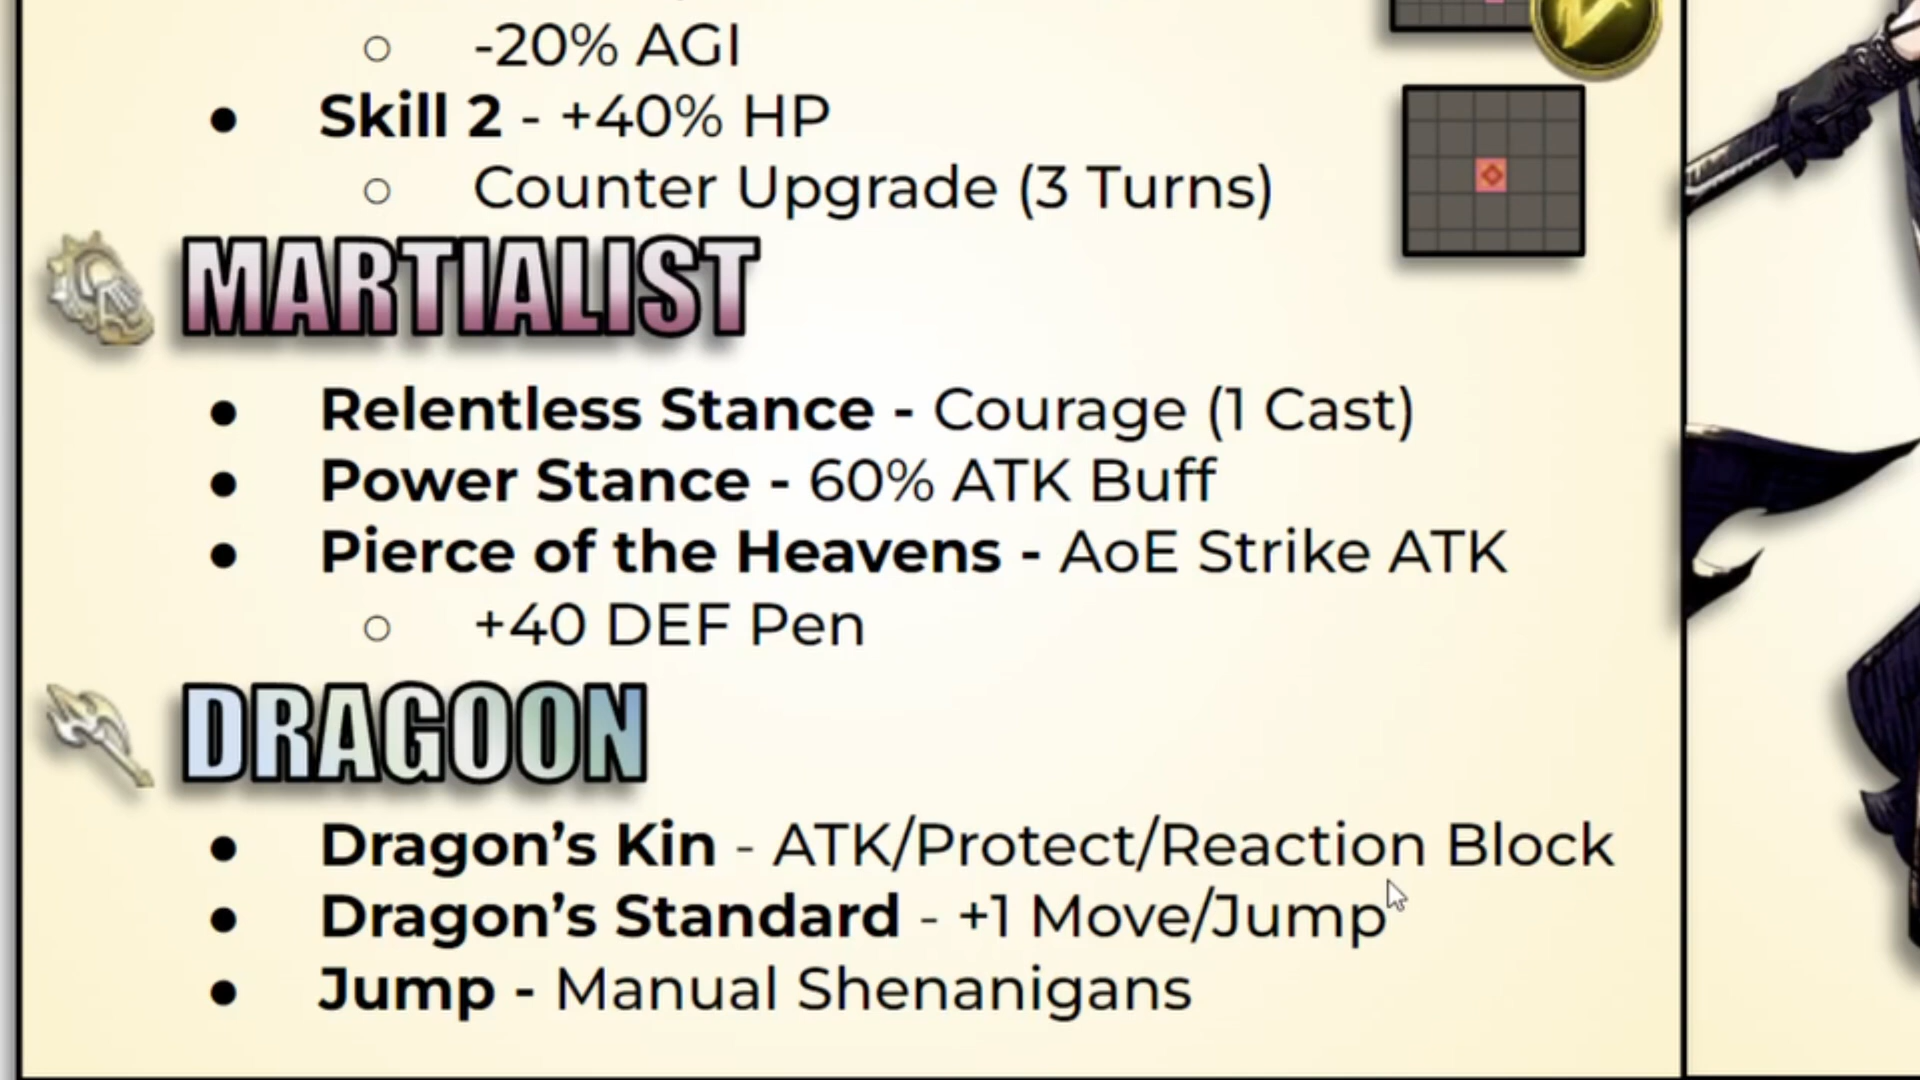 -20% AGI
Skill 2 - +40% HP
Counter Upgrade (3 Turns)
MARTIALIST
Relentless Stance - Courage (1 Cast)
Power Stance - 60% ATK Buff
Pierce of the Heavens - AoE Strike ATK
+40 DEF Pen
DRAGOON
Dragon’s Kin - ATK/Protect/Reaction Block
Dragon’s Standard - +1 Move/Jump
Jump - Manual Shenanigans